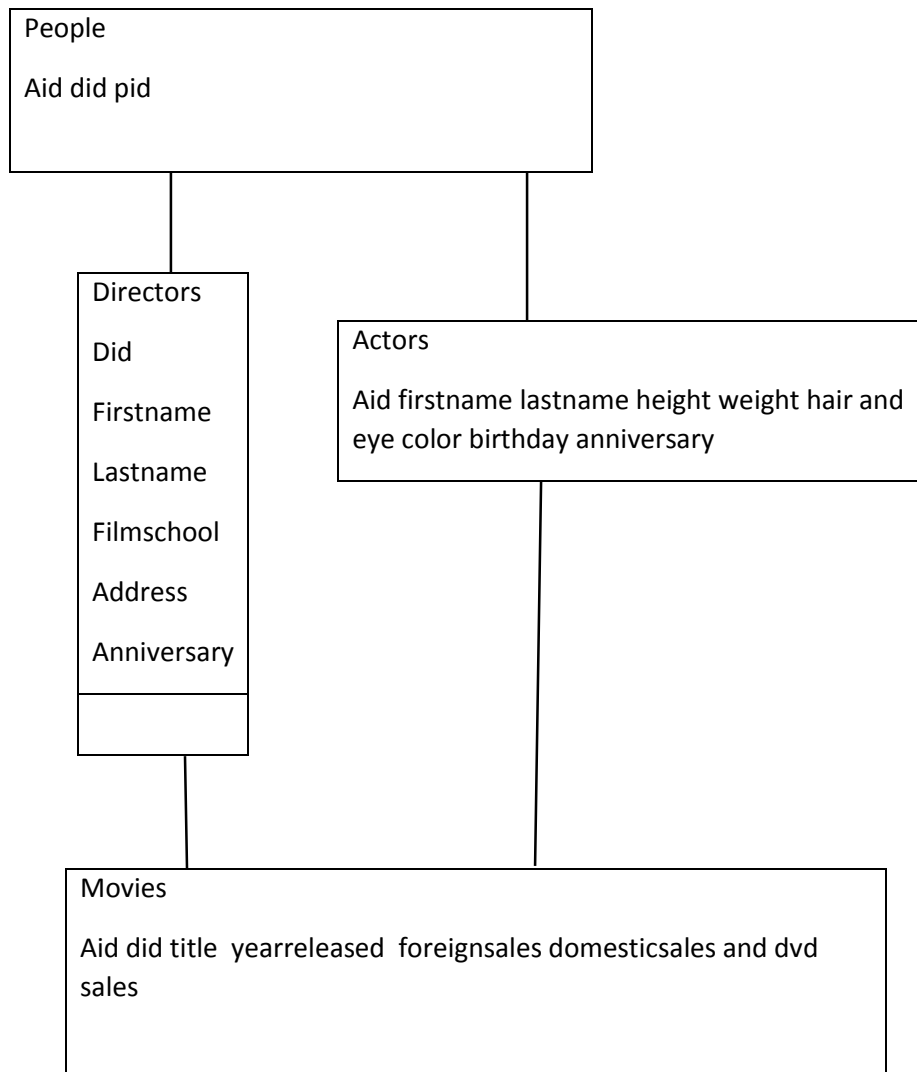 People
Aid did pid
Directors
Did
Firstname
Lastname
Filmschool
Address
Anniversary
Actors
Aid firstname lastname height weight hair and
eye color birthday anniversary
Movies
Aid did title  yearreleased  foreignsales domesticsales and dvd
sales